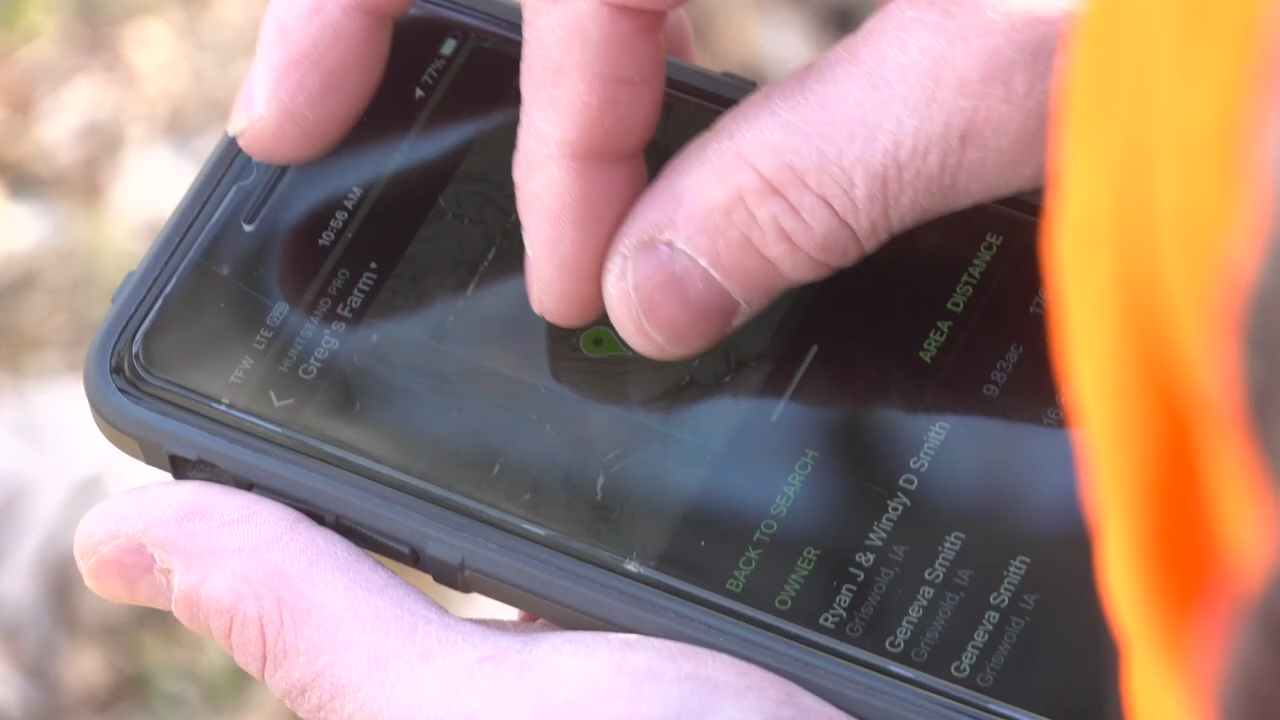 TFW LTE VPN 10:56 AM 77%
HUNTSTAND PRO
Greg's Farm
BACK TO SEARCH
OWNER AREA DISTANCE
Ryan J & Windy D Smith 9.83ac
Griswold, IA
Geneva Smith
Griswold, IA
Geneva Smith
Griswold, IA